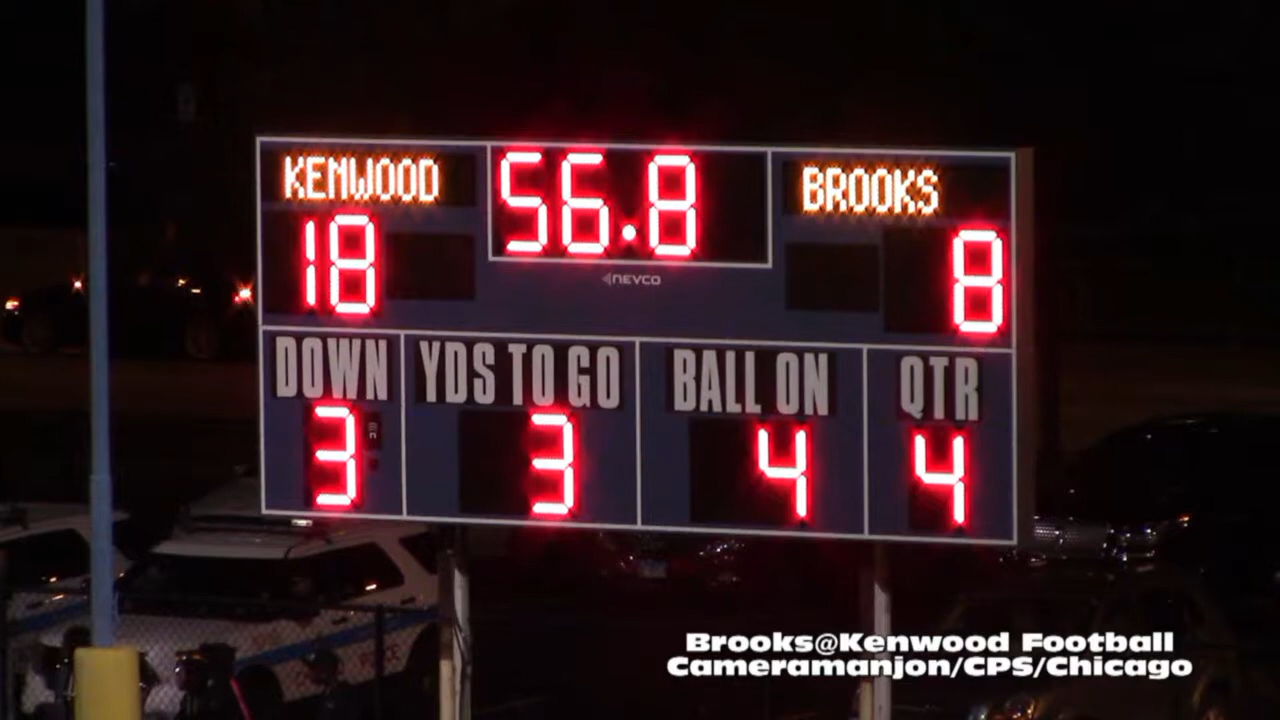 KENWOOD 56.8 BROOKS
18 8
NEVCO
DOWN YDS TO GO BALL ON QTR
3 3 4 4
Brooks@Kenwood Football
Cameramanjon/CPS/Chicago